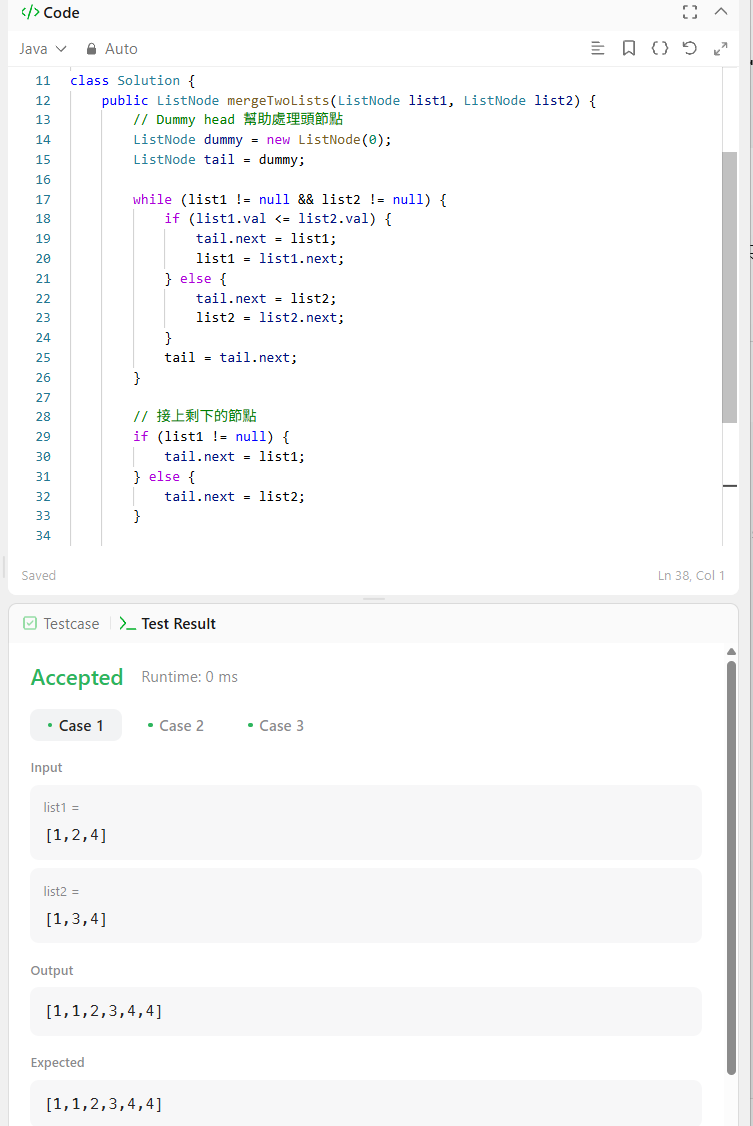 </> Code
Java Auto
11 class Solution {
12 public ListNode mergeTwoLists(ListNode list1, ListNode list2) {
13 // Dummy head 幫助處理頭節點
14 ListNode dummy = new ListNode(0);
15 ListNode tail = dummy;
16
17 while (list1 != null && list2 != null) {
18 if (list1.val <= list2.val) {
19 tail.next = list1;
20 list1 = list1.next;
21 } else {
22 tail.next = list2;
23 list2 = list2.next;
24 }
25 tail = tail.next;
26 }
27
28 // 接上剩下的節點
29 if (list1 != null) {
30 tail.next = list1;
31 } else {
32 tail.next = list2;
33 }
34
Saved Ln 38, Col 1
Testcase >_ Test Result
Accepted Runtime: 0 ms
• Case 1 • Case 2 • Case 3
Input
list1 =
[1,2,4]
list2 =
[1,3,4]
Output
[1,1,2,3,4,4]
Expected
[1,1,2,3,4,4]